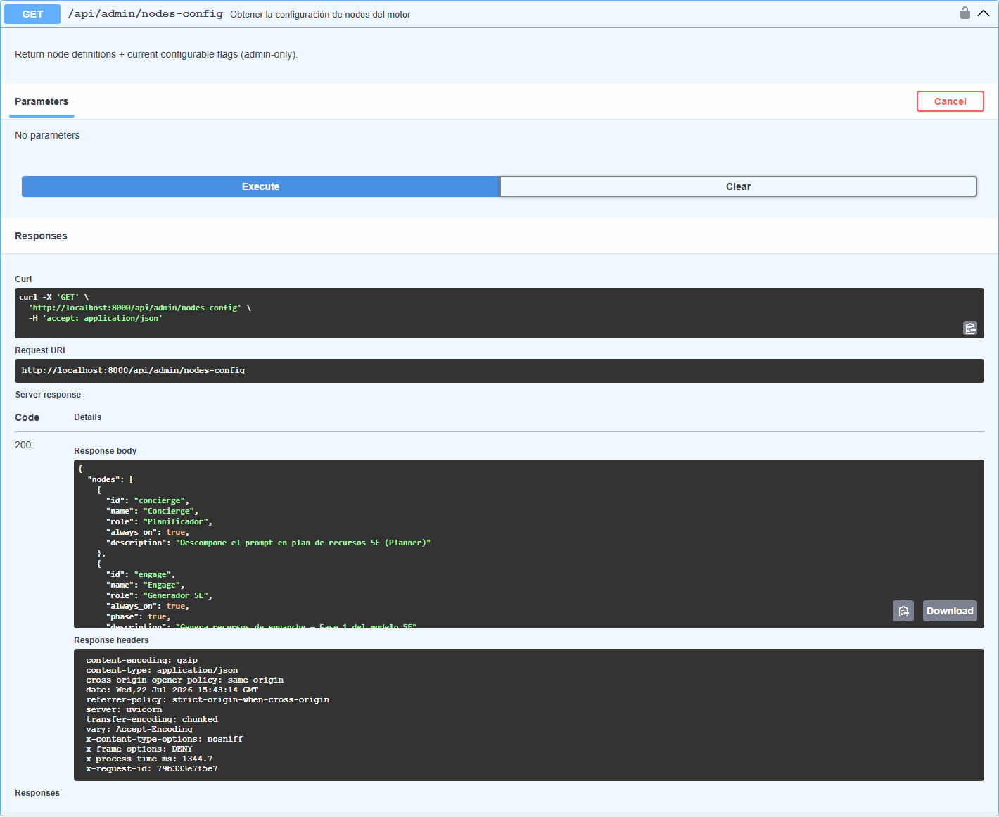 GET /api/admin/nodes-config Obtener la configuración de nodos del motor
Return node definitions + current configurable flags (admin-only).
Parameters
Cancel
No parameters
Execute
Clear
Responses
Curl
curl -X 'GET' \
'http://localhost:8000/api/admin/nodes-config' \
-H 'accept: application/json'
Request URL
http://localhost:8000/api/admin/nodes-config
Server response
Code
Details
200
Response body
{
"nodes": [
{
"id": "concierge",
"name": "Concierge",
"role": "Planificador",
"always_on": true,
"description": "Descompone el prompt en plan de recursos 5E (Planner)"
},
{
"id": "engage",
"name": "Engage",
"role": "Generador 5E",
"always_on": true,
"phase": true,
"description": "Genera recursos de enganche — Fase 1 del modelo 5E"
Download
Response headers
content-encoding: gzip
content-type: application/json
cross-origin-opener-policy: same-origin
date: Wed,22 Jul 2026 15:43:14 GMT
referrer-policy: strict-origin-when-cross-origin
server: uvicorn
transfer-encoding: chunked
vary: Accept-Encoding
x-content-type-options: nosniff
x-frame-options: DENY
x-process-time-ms: 1344.7
x-request-id: 79b333e7f5e7
Responses